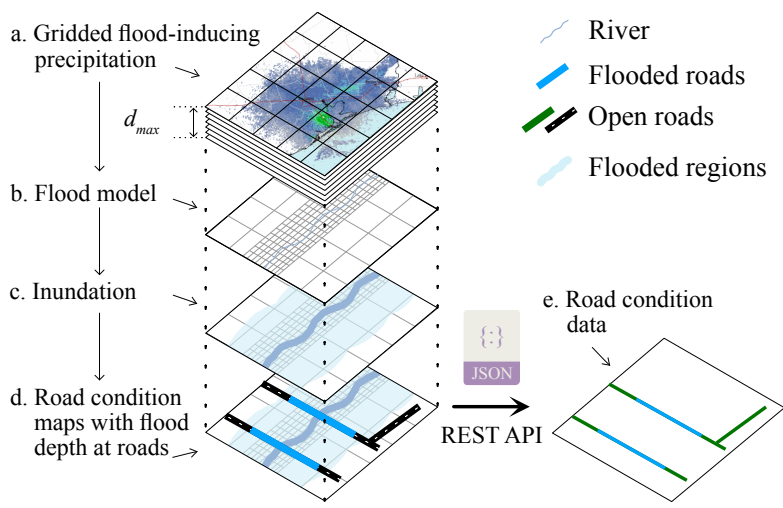 a. Gridded flood-inducing
precipitation
d_max
b. Flood model
c. Inundation
d. Road condition
maps with flood
depth at roads
River
Flooded roads
Open roads
Flooded regions
{:}
JSON
REST API
e. Road condition
data